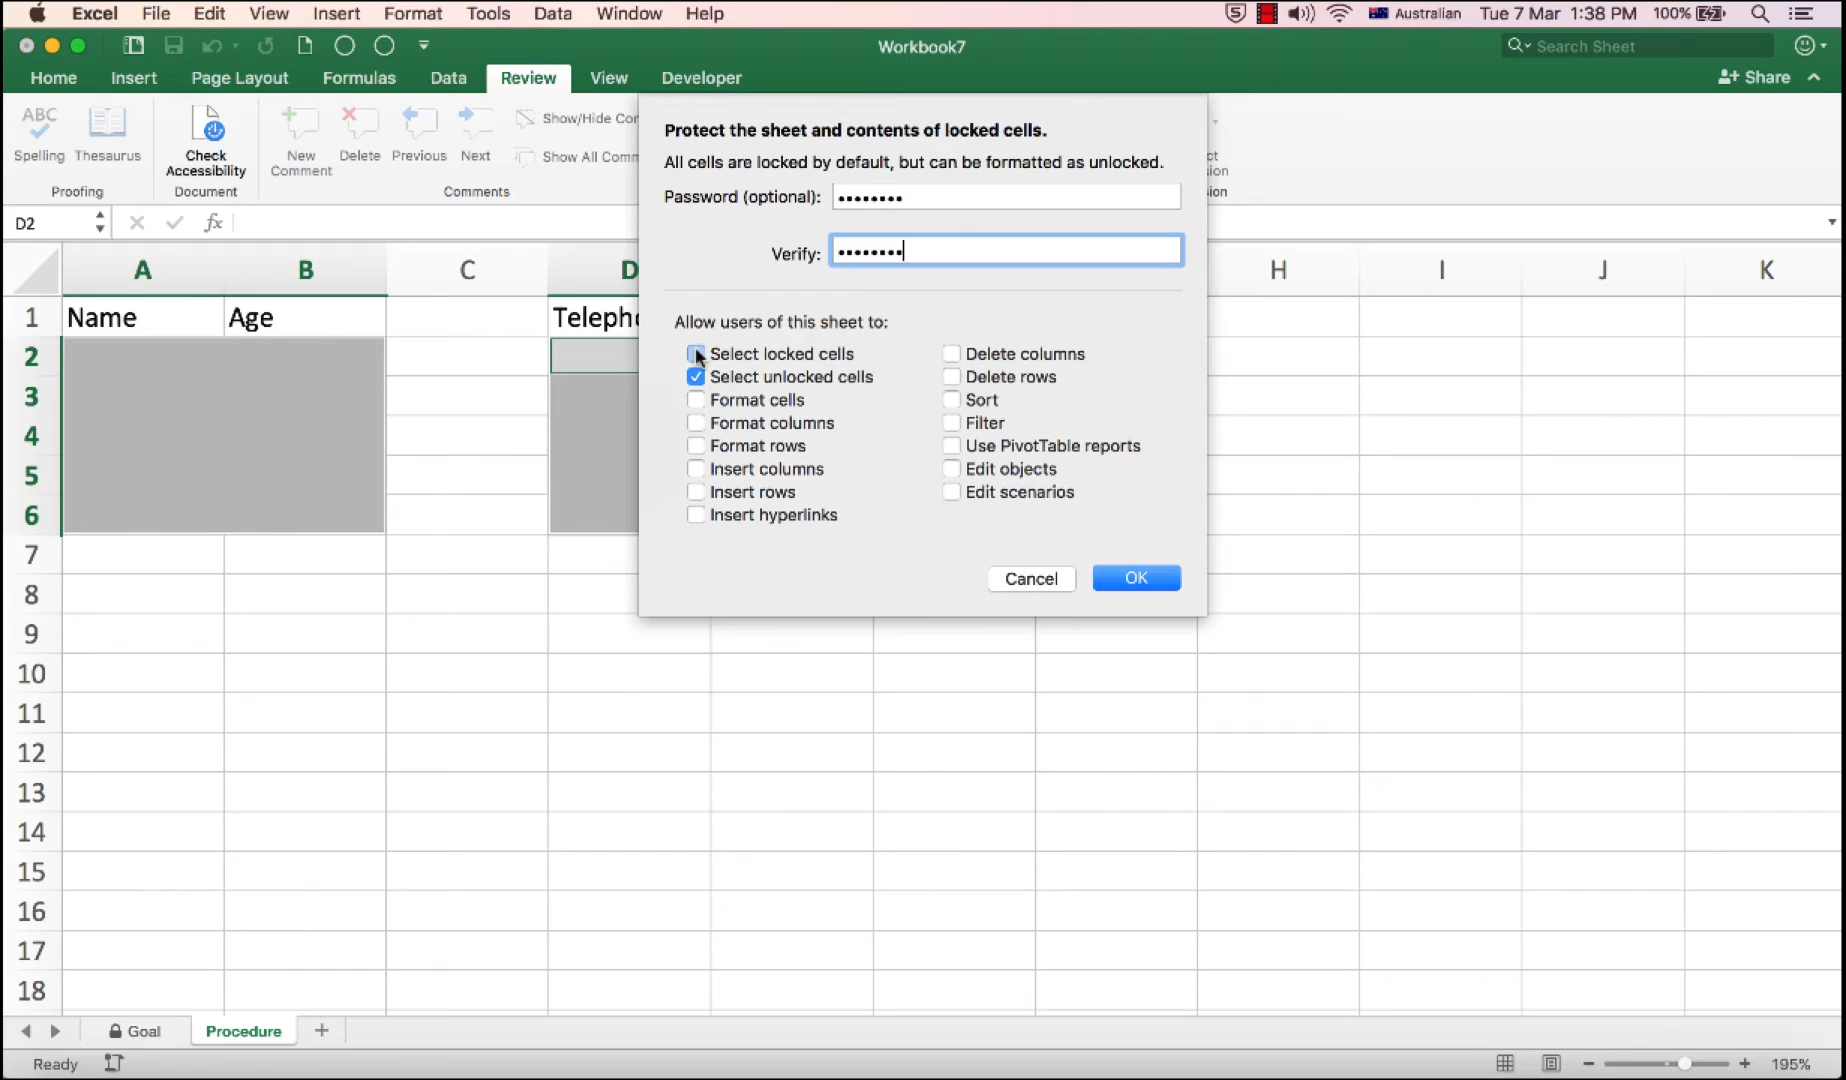 Excel File Edit View Insert Format Tools Data Window Help Australian Tue 7 Mar 1:38 PM 100%
Workbook7
Search Sheet
Home Insert Page Layout Formulas Data Review View Developer Share
ABC
Spelling Thesaurus
Proofing
Check Accessibility
Document
New Comment
Delete Previous Next
Show/Hide Con
Show All Comm
Comments
ct
sion
ion
Protect the sheet and contents of locked cells.
All cells are locked by default, but can be formatted as unlocked.
Password (optional): ••••••••
Verify: ••••••••
Allow users of this sheet to:
Select locked cells
Select unlocked cells
Format cells
Format columns
Format rows
Insert columns
Insert rows
Insert hyperlinks
Delete columns
Delete rows
Sort
Filter
Use PivotTable reports
Edit objects
Edit scenarios
Cancel OK
D2 fx
A B C D H I J K
1 Name Age Telepho
2
3
4
5
6
7
8
9
10
11
12
13
14
15
16
17
18
Goal Procedure +
Ready 195%